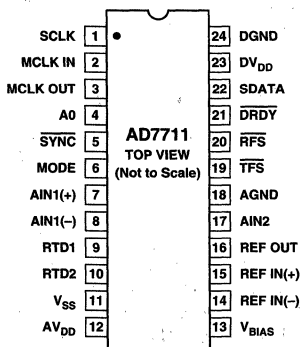 SCLK 1 24 DGND
MCLK IN 2 23 DVDD
MCLK OUT 3 22 SDATA
A0 4 21 DRDY
SYNC 5 20 RFS
MODE 6 19 TFS
AD7711
TOP VIEW
(Not to Scale)
AIN1(+) 7 18 AGND
AIN1(–) 8 17 AIN2
RTD1 9 16 REF OUT
RTD2 10 15 REF IN(+)
VSS 11 14 REF IN(–)
AVDD 12 13 VBIAS